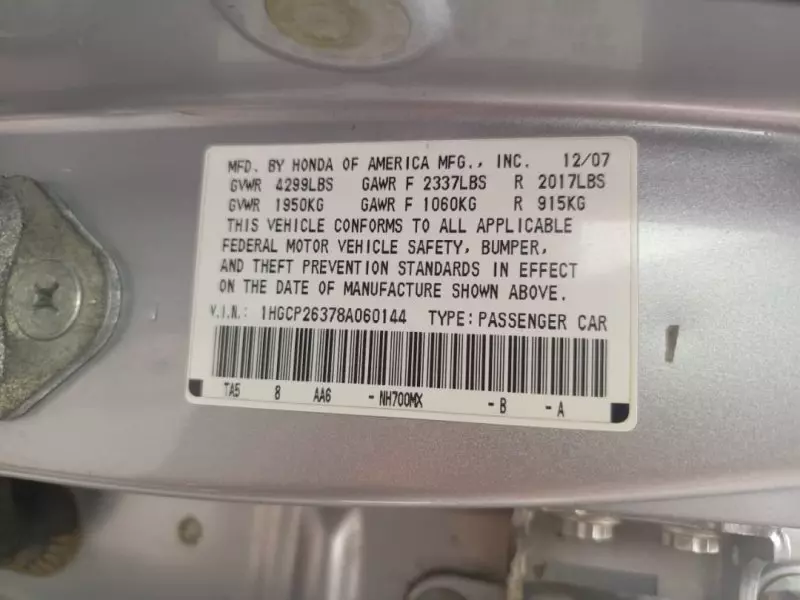 MFD. BY HONDA OF AMERICA MFG., INC. 12/07
GVWR 4299LBS GAWR F 2337LBS R 2017LBS
GVWR 1950KG GAWR F 1060KG R 915KG
THIS VEHICLE CONFORMS TO ALL APPLICABLE
FEDERAL MOTOR VEHICLE SAFETY, BUMPER,
AND THEFT PREVENTION STANDARDS IN EFFECT
ON THE DATE OF MANUFACTURE SHOWN ABOVE.
V.I.N.: 1HGCP26378A060144 TYPE: PASSENGER CAR
TA5 8 AA6 - NH700MX - B - A